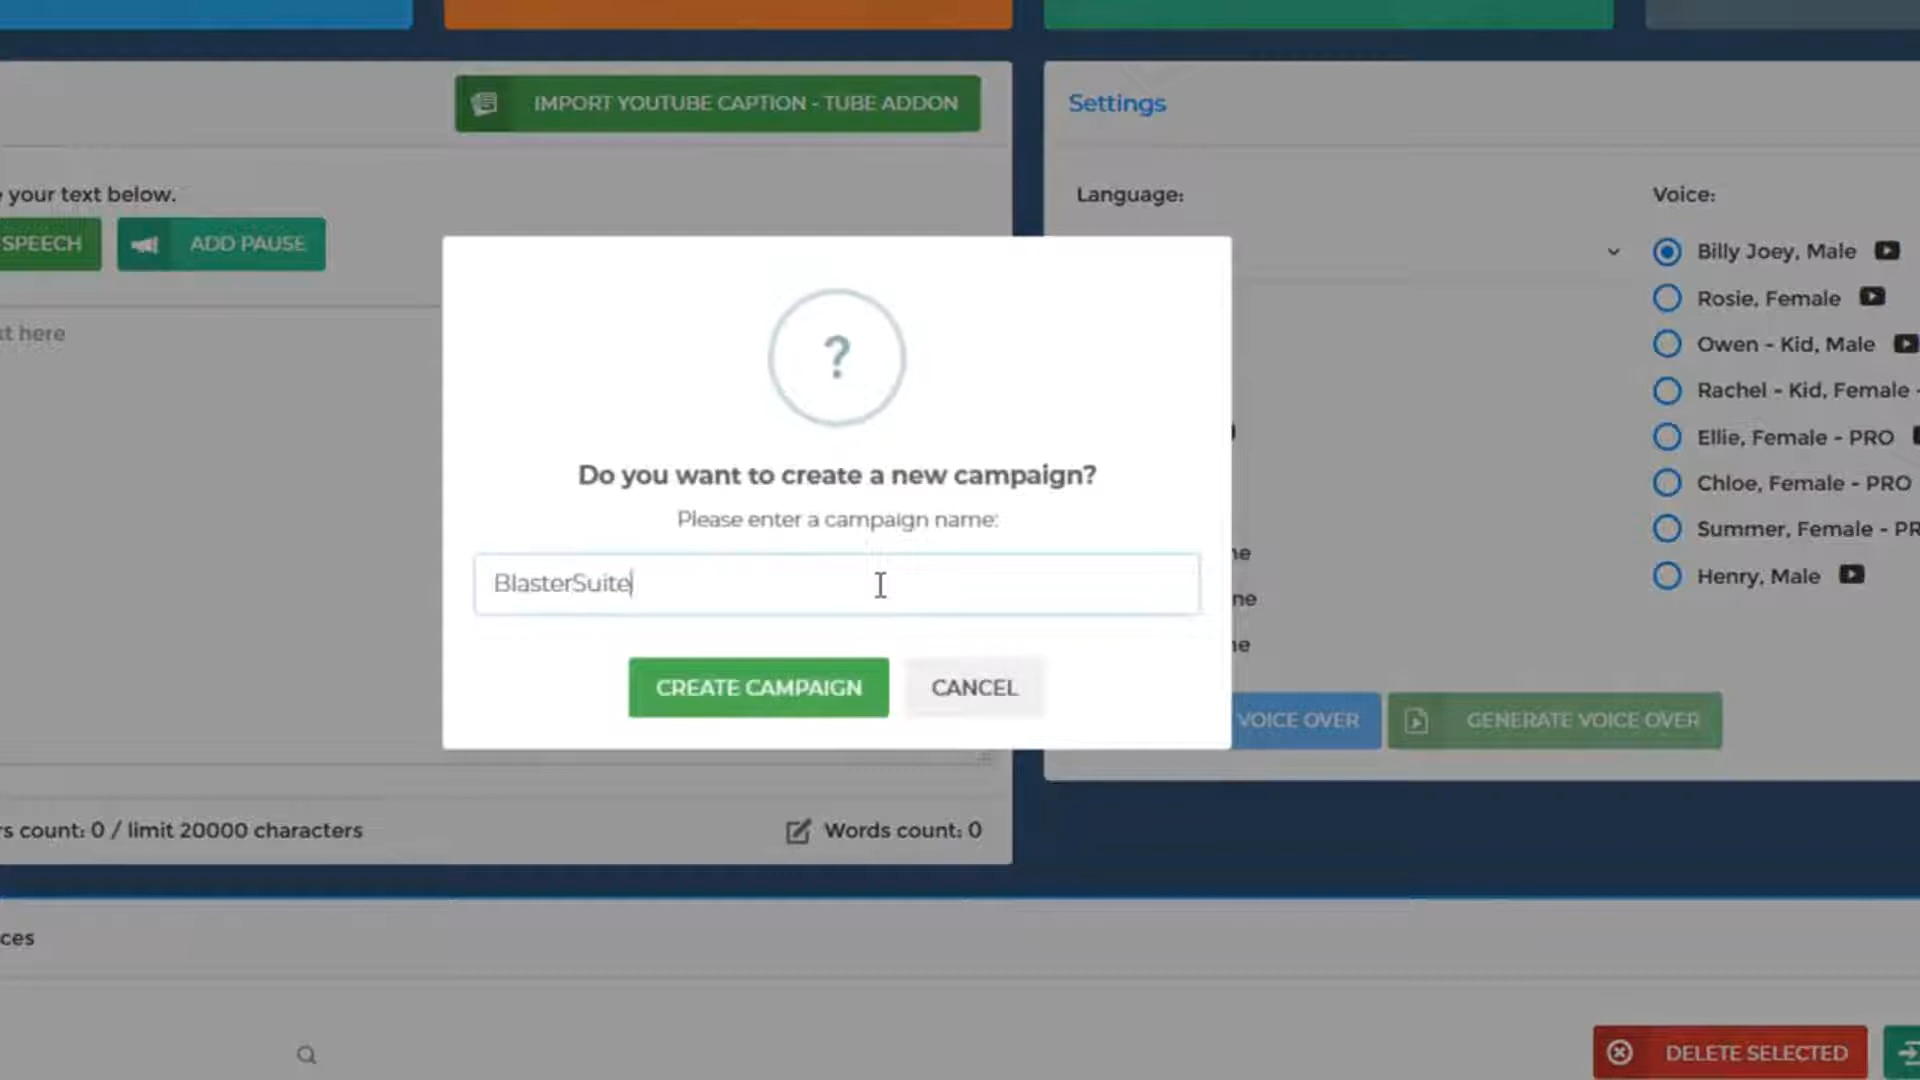 IMPORT YOUTUBE CAPTION - TUBE ADDON
Settings
your text below.
SPEECH
ADD PAUSE
Language:
Voice:
Billy Joey, Male
Rosie, Female
Owen - Kid, Male
Rachel - Kid, Female -
Ellie, Female - PRO
Chloe, Female - PRO
Summer, Female - PR
Henry, Male
here
?
Do you want to create a new campaign?
Please enter a campaign name:
BlasterSuite
CREATE CAMPAIGN
CANCEL
VOICE OVER
GENERATE VOICE OVER
count: 0 / limit 20000 characters
Words count: 0
DELETE SELECTED